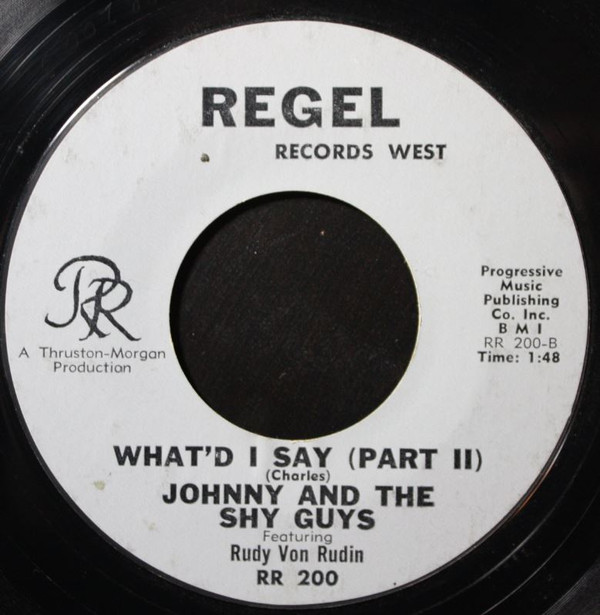 REGEL
RECORDS WEST
RR
A Thruston-Morgan
Production
Progressive
Music
Publishing
Co. Inc.
B M I
RR 200-B
Time: 1:48
WHAT'D I SAY (PART II)
(Charles)
JOHNNY AND THE
SHY GUYS
Featuring
Rudy Von Rudin
RR 200